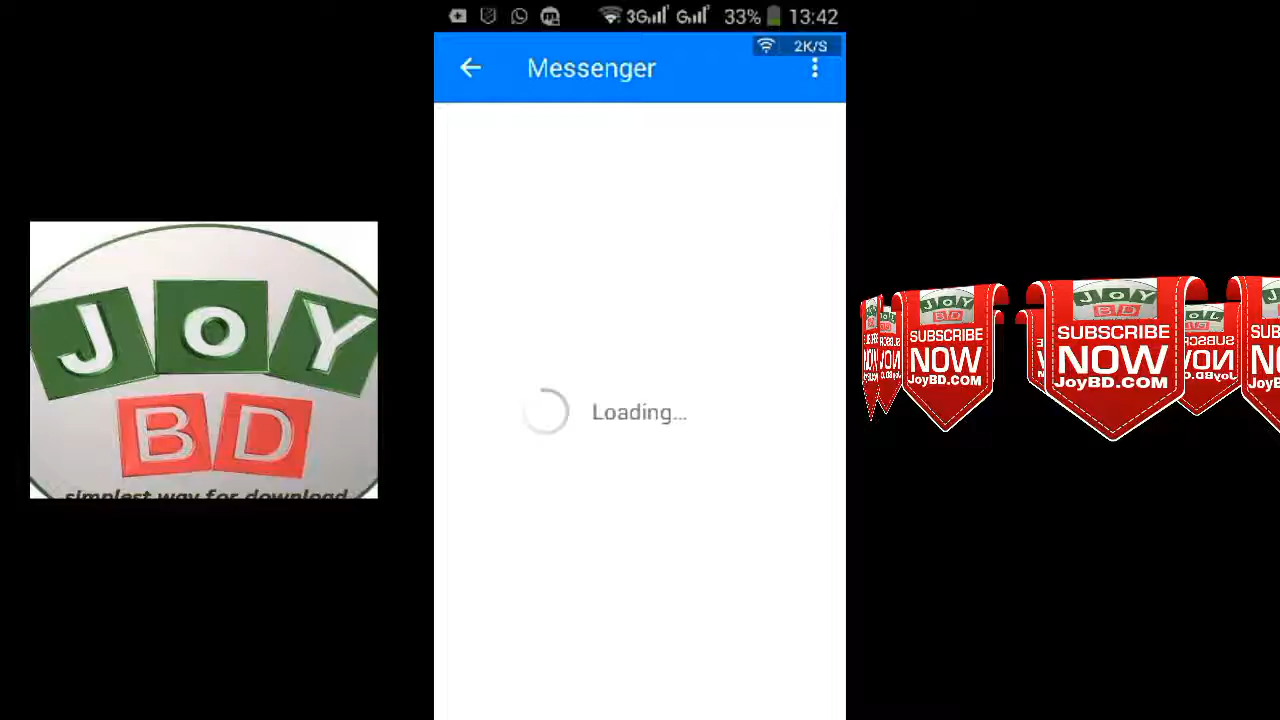 3G G 33% 13:42
2K/S
Messenger
Loading...
JOY
BD
simplest way for download
JOY
BD
SUBSCRIBE
NOW
JoyBD.COM
JOY
BD
SUBSCRIBE
NOW
JoyBD.COM